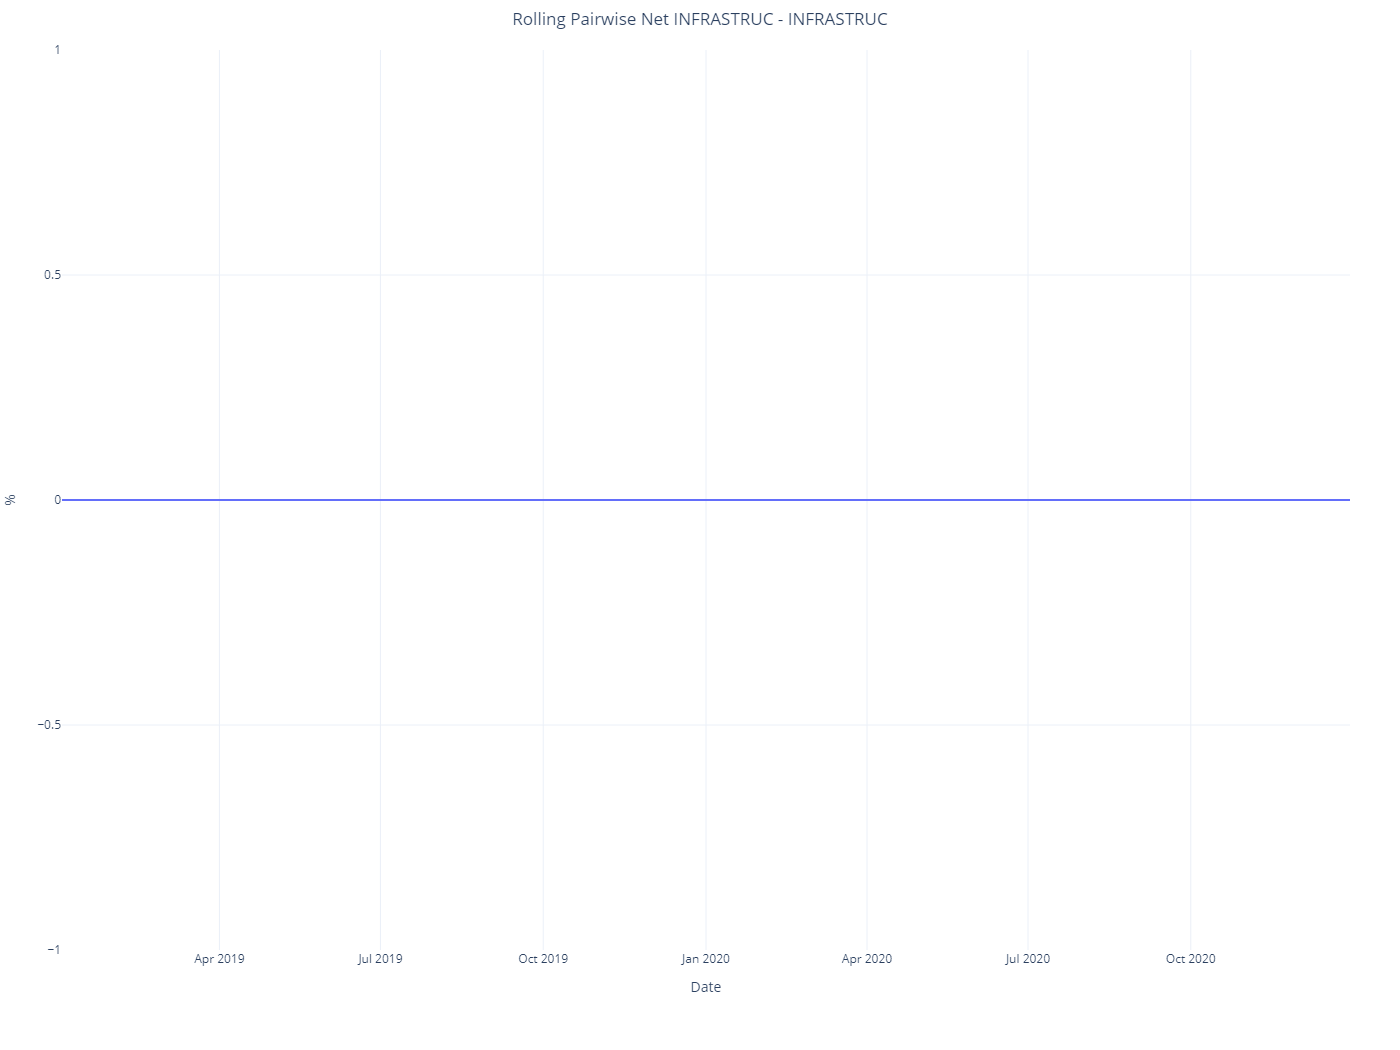 Rolling Pairwise Net INFRASTRUC - INFRASTRUC
1
0.5
0
−0.5
−1
%
Apr 2019
Jul 2019
Oct 2019
Jan 2020
Apr 2020
Jul 2020
Oct 2020
Date